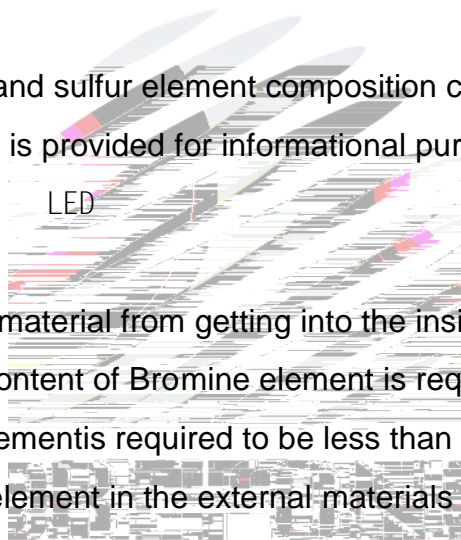 and sulfur element composition c
is provided for informational pur
LED
material from getting into the insi
ontent of Bromine element is req
ementis required to be less than
element in the external materials